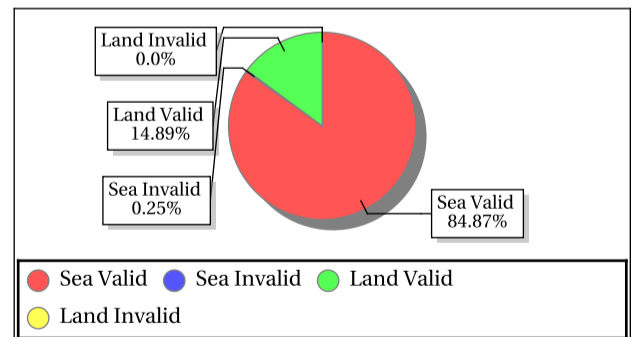 Land Invalid
0.0%
Land Valid
14.89%
Sea Invalid
0.25%
Sea Valid
84.87%
Sea Valid Sea Invalid Land Valid
Land Invalid